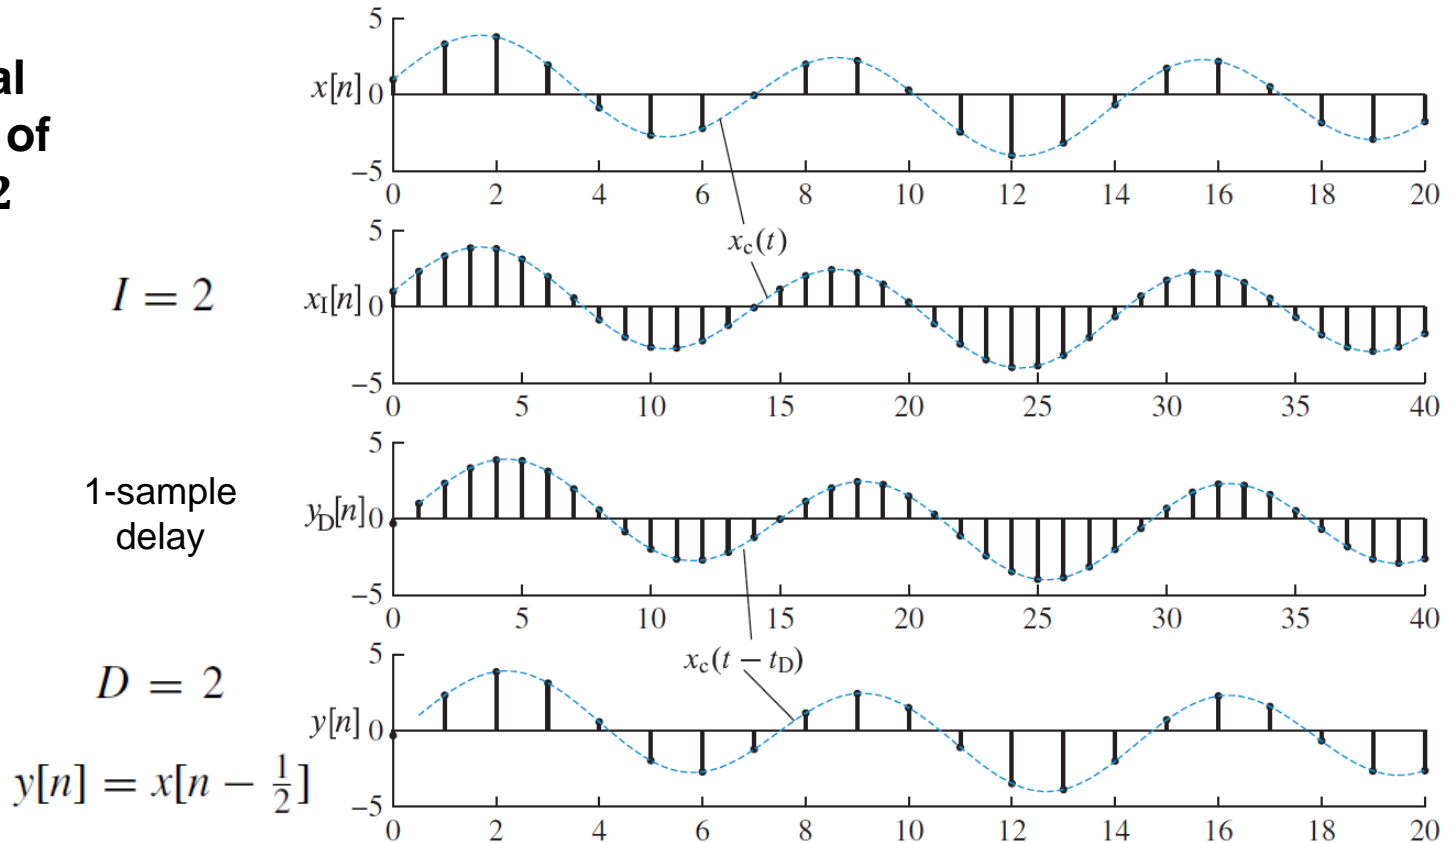 al
of
2
5
x[n] 0
−5
0 2 4 6 8 10 12 14 16 18 20
x_c(t)
I = 2
5
x_I[n] 0
−5
0 5 10 15 20 25 30 35 40
1-sample
delay
5
y_D[n] 0
−5
0 5 10 15 20 25 30 35 40
x_c(t − t_D)
D = 2
5
y[n] 0
y[n] = x[n − 1/2]
−5
0 2 4 6 8 10 12 14 16 18 20